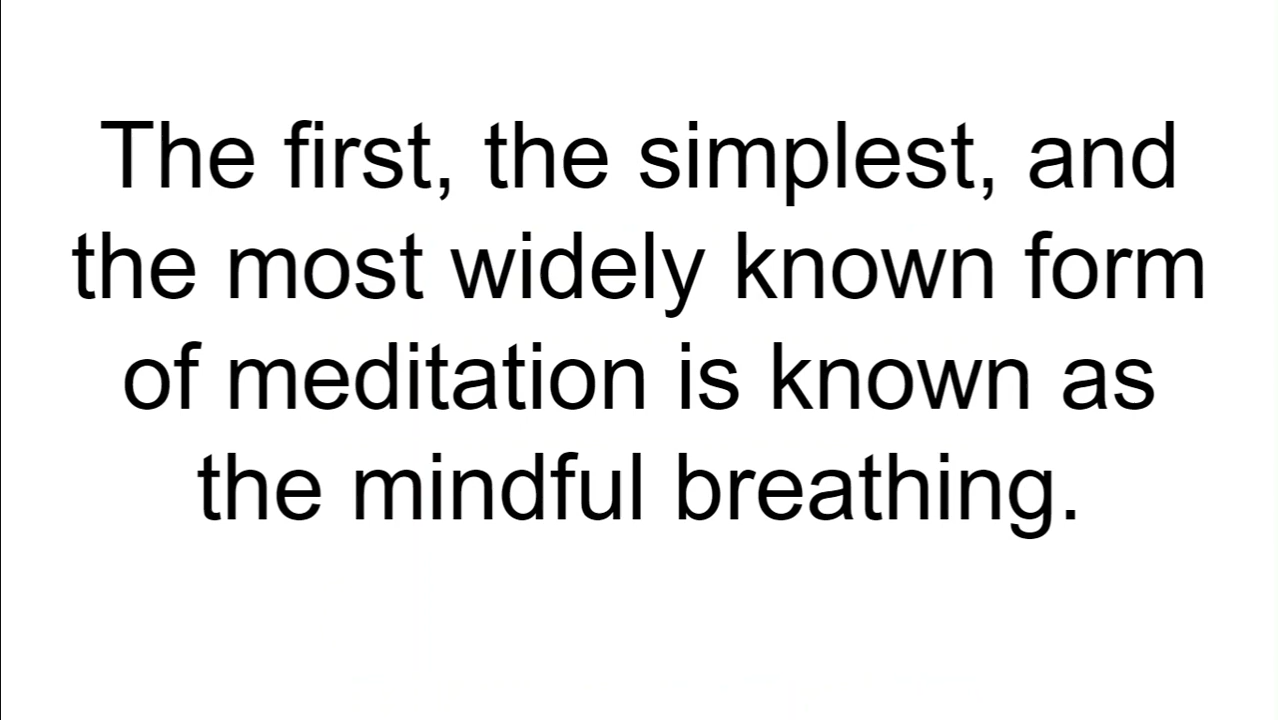 The first, the simplest, and
the most widely known form
of meditation is known as
the mindful breathing.